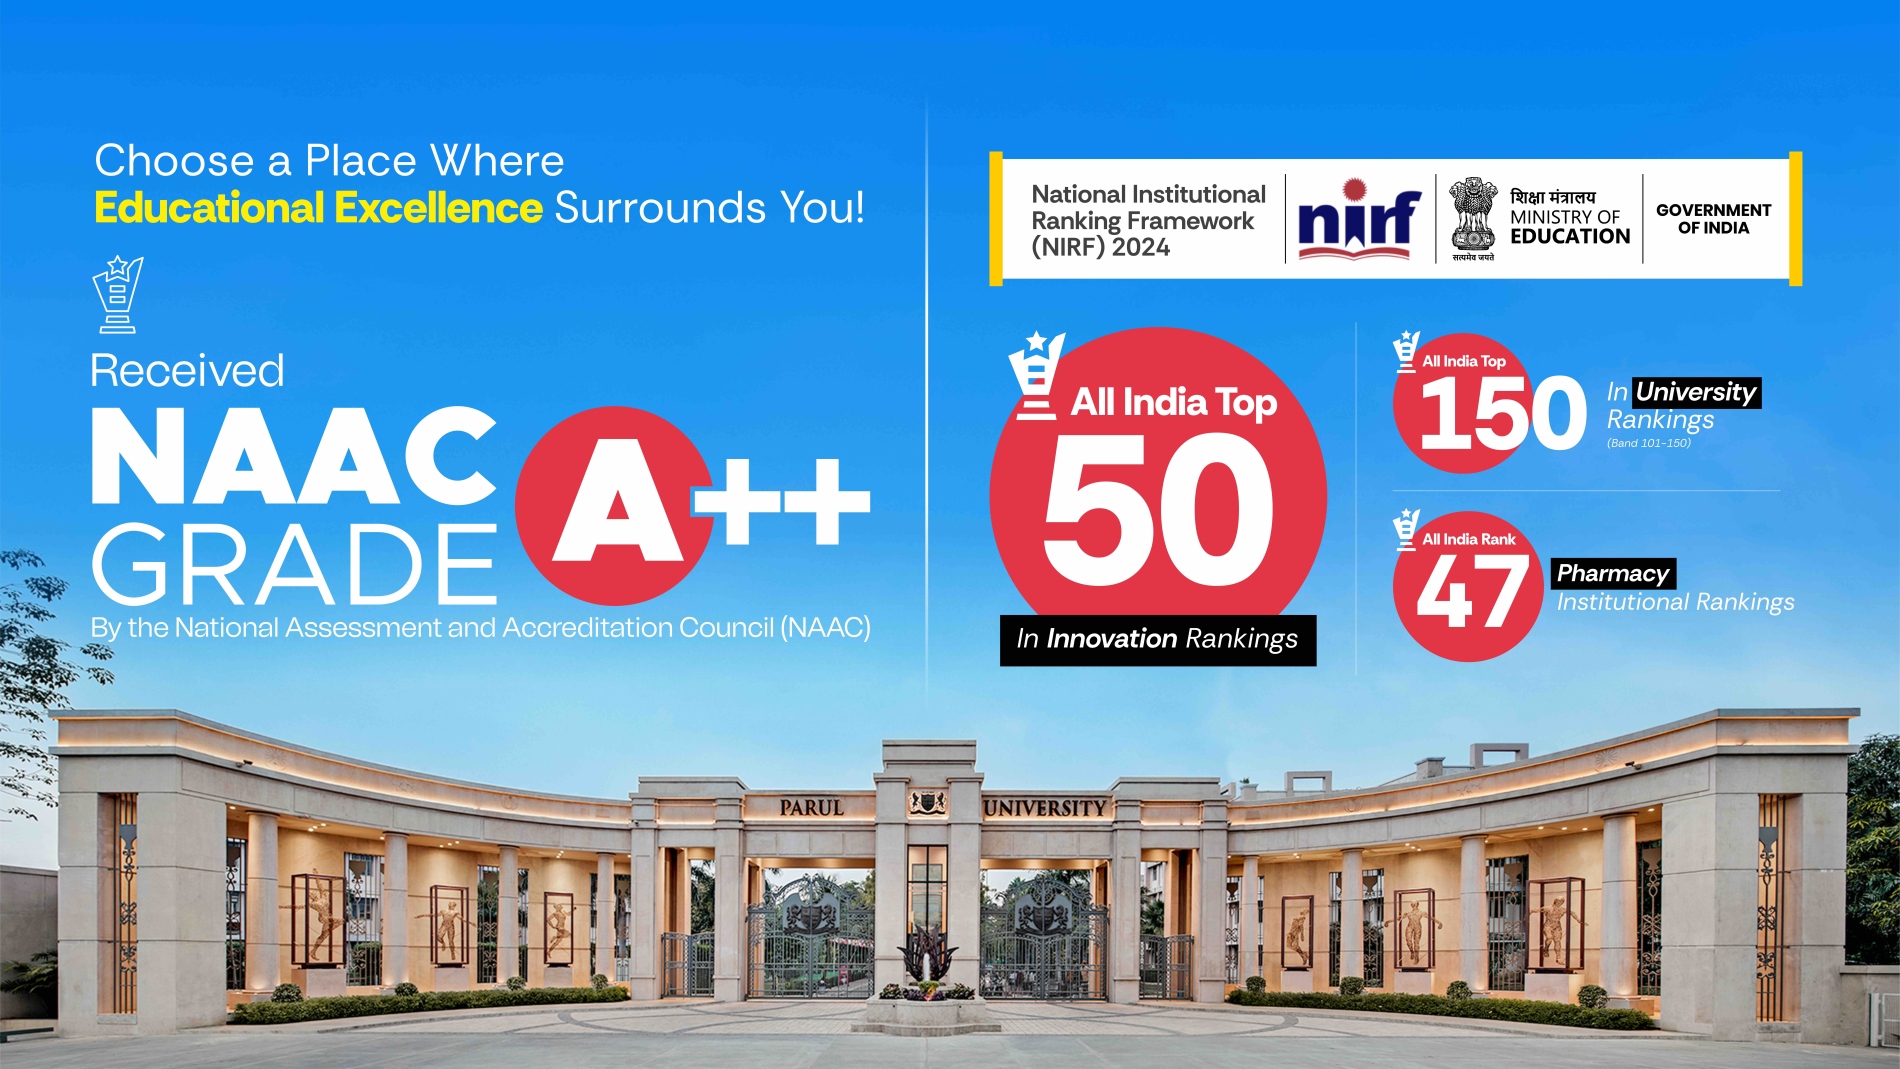 Choose a Place Where
Educational Excellence Surrounds You!
Received
NAAC
GRADE
A++
By the National Assessment and Accreditation Council (NAAC)
National Institutional
Ranking Framework
(NIRF) 2024
nirf
सत्यमेव जयते
शिक्षा मंत्रालय
MINISTRY OF
EDUCATION
GOVERNMENT
OF INDIA
All India Top
50
In Innovation Rankings
All India Top
150
In University
Rankings
(Band 101-150)
All India Rank
47
Pharmacy
Institutional Rankings
PARUL UNIVERSITY